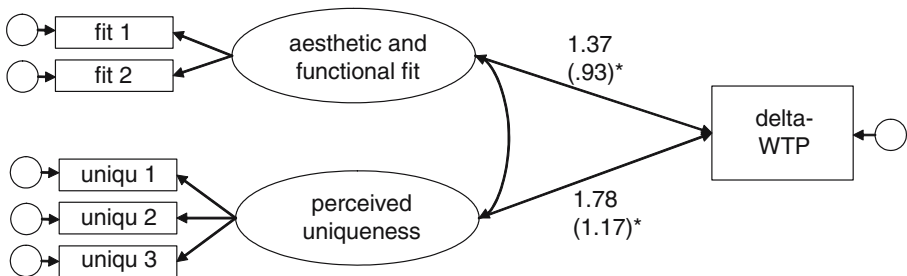 fit 1
fit 2
aesthetic and
functional fit
1.37
(.93)*
delta-
WTP
uniqu 1
uniqu 2
uniqu 3
perceived
uniqueness
1.78
(1.17)*